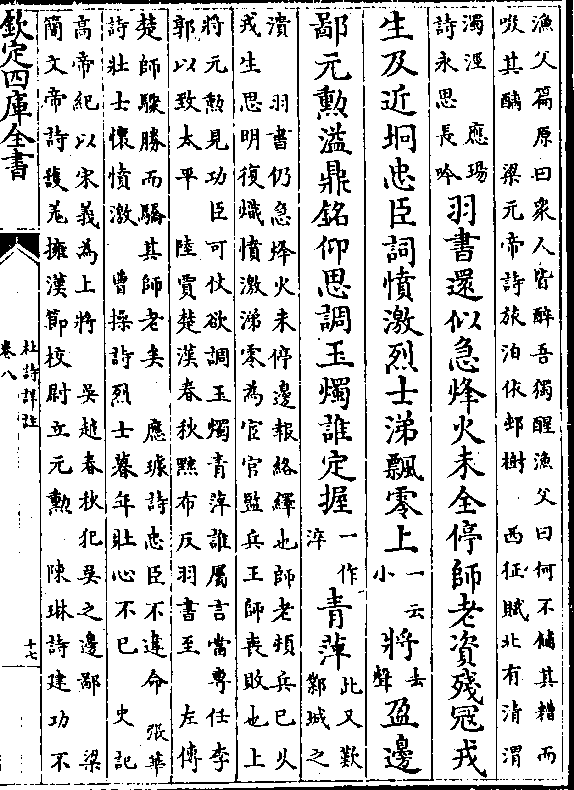 漁父篇原曰衆人皆醉吾獨醒漁父曰何不餔其糟而
啜其醨 梁元帝詩旅泊依邨樹 西征賦北有清渭
濁涇 應瑒
詩永思長吟
羽書還似急烽火未全停師老資殘寇戎
生及近坰忠臣詞憤激烈士涕飄零上一云小將去聲盈邊
鄙元勲溢鼎銘仰思調玉燭誰定握一作淬青萍此又歎鄴城之
潰 羽書仍急烽火未停邊報絡繹也師老頓兵已久
戎生思明復熾憤激涕零為宦官監兵王師喪敗也上
將元勲見功臣可仗欲調玉燭青萍誰屬言當專任李
郭以致太平 陸賈楚漢春秋黥布反羽書至 左傳
楚師驟勝而驕其師老矣 應璩詩忠臣不違命 張華
詩壯士懷憤激 曹操詩烈士暮年壯心不已 史記
高帝紀以宋義為上將 吳越春秋犯吳之邊鄙 梁
簡文帝詩護羌擁漢節校尉立元勲 陳琳詩建功不
欽定四庫全書
杜詩詳註
卷八
十七